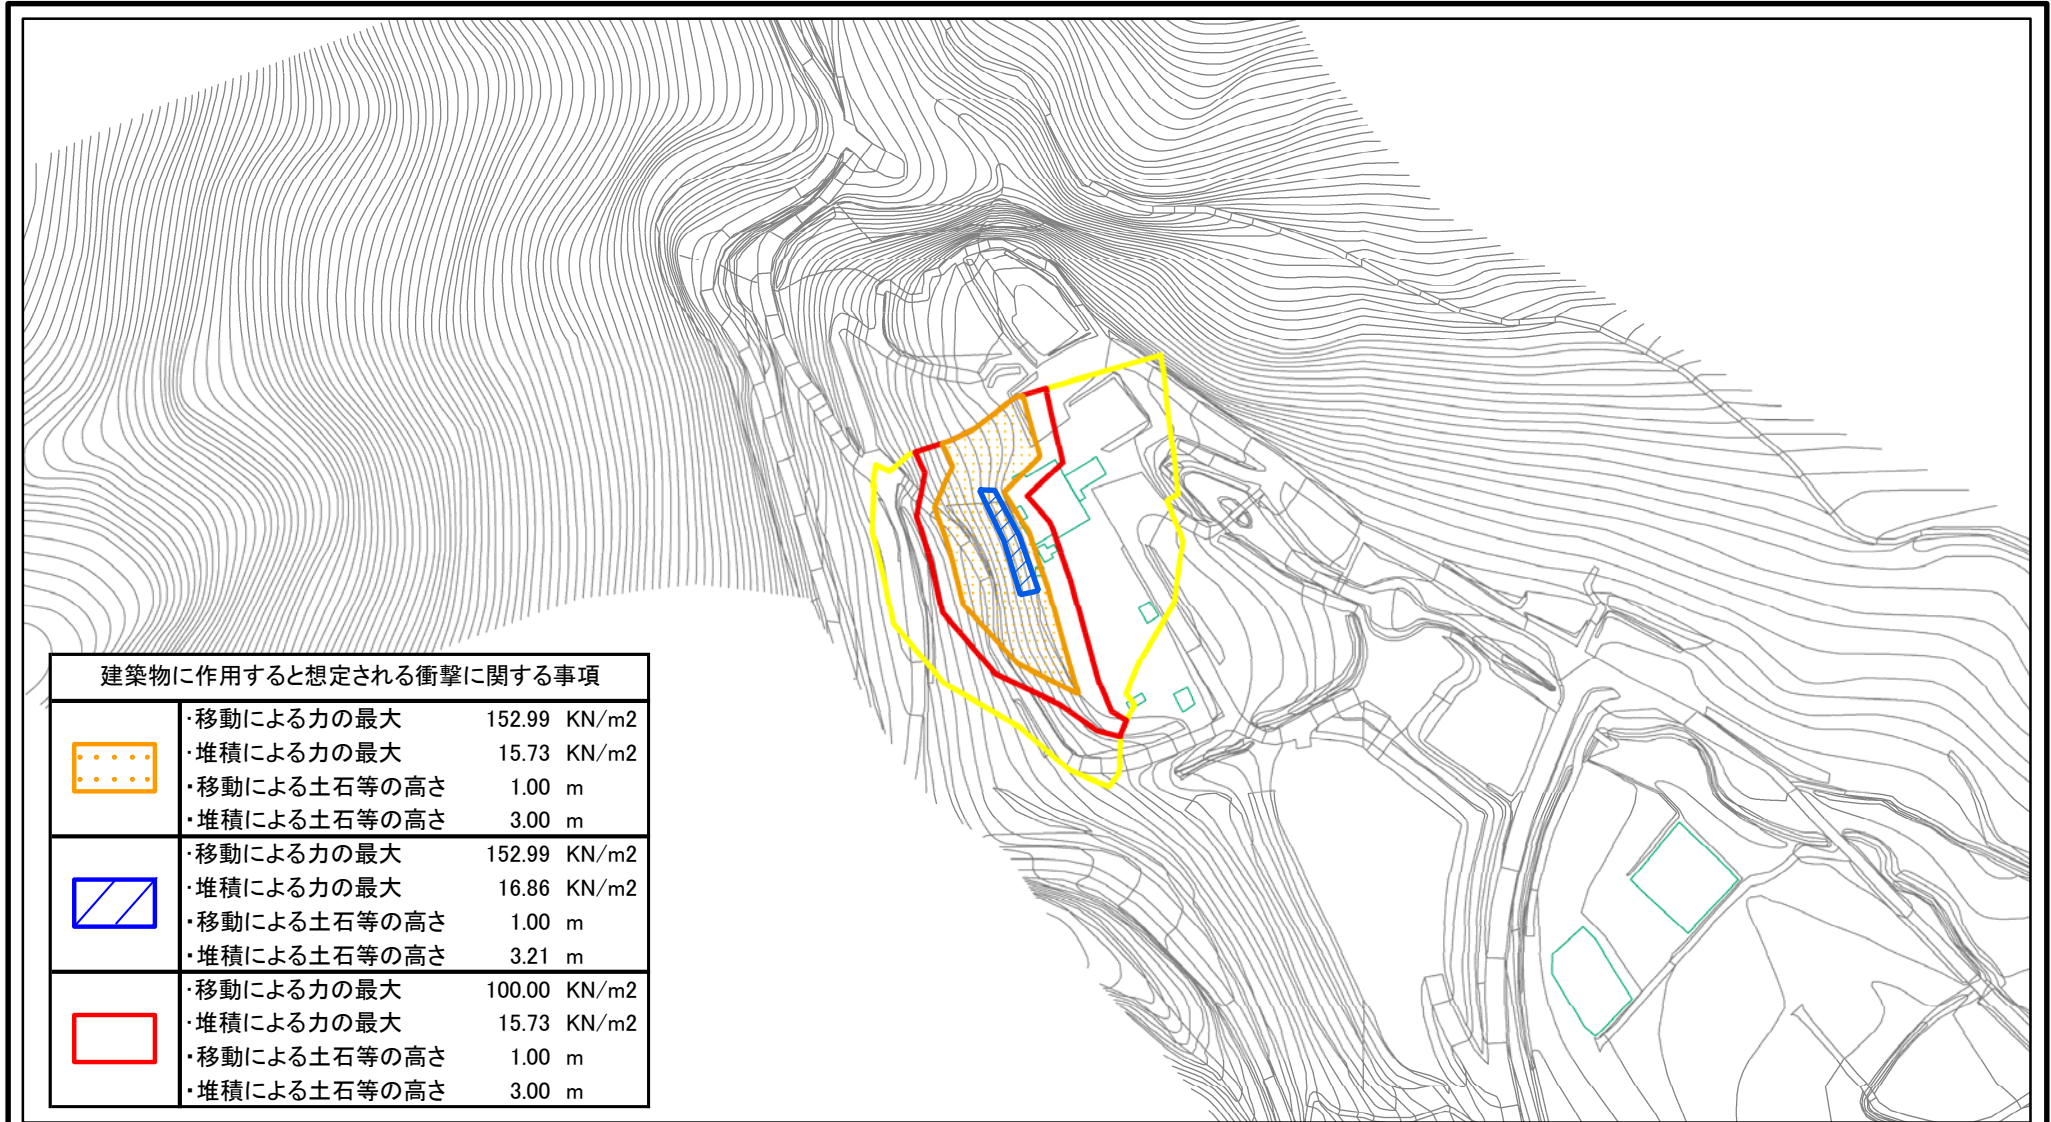 建築物に作用すると想定される衝撃に関する事項
・移動による力の最大 152.99 KN/m2
・堆積による力の最大 15.73 KN/m2
・移動による土石等の高さ 1.00 m
・堆積による土石等の高さ 3.00 m
・移動による力の最大 152.99 KN/m2
・堆積による力の最大 16.86 KN/m2
・移動による土石等の高さ 1.00 m
・堆積による土石等の高さ 3.21 m
・移動による力の最大 100.00 KN/m2
・堆積による力の最大 15.73 KN/m2
・移動による土石等の高さ 1.00 m
・堆積による土石等の高さ 3.00 m